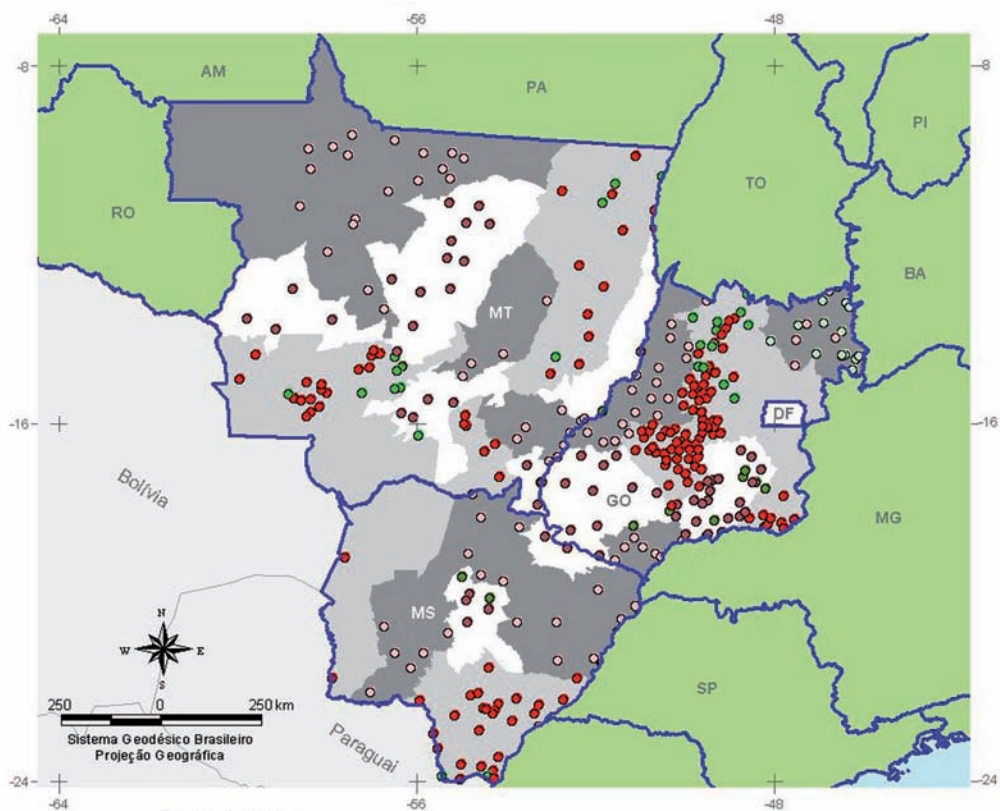 -64
-56
-48
-8
-8
AM
PA
PI
TO
RO
BA
MT
-16
-16
DF
Bolívia
GO
MG
MS
N
W
E
S
SP
250
0
250 km
Sistema Geodésico Brasileiro
Projeção Geográfica
Paraguai
-24
-24
-64
-56
-48